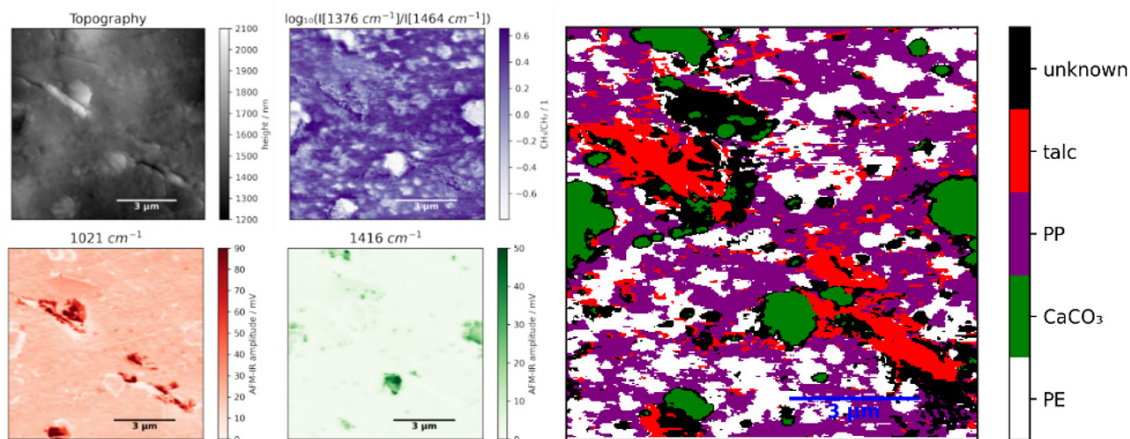 Topography
2100
2000
1900
1800
1700
1600
1500
1400
1300
1200
height / nm
3 µm
log₁₀(I[1376 cm⁻¹]/I[1464 cm⁻¹])
0.6
0.4
0.2
0.0
−0.2
−0.4
−0.6
CH₃/CH₂ / 1
3 µm
1021 cm⁻¹
90
80
70
60
50
40
30
20
10
0
AFM-IR amplitude / mV
3 µm
1416 cm⁻¹
50
40
30
20
10
0
AFM-IR amplitude / mV
3 µm
3 µm
unknown
talc
PP
CaCO₃
PE